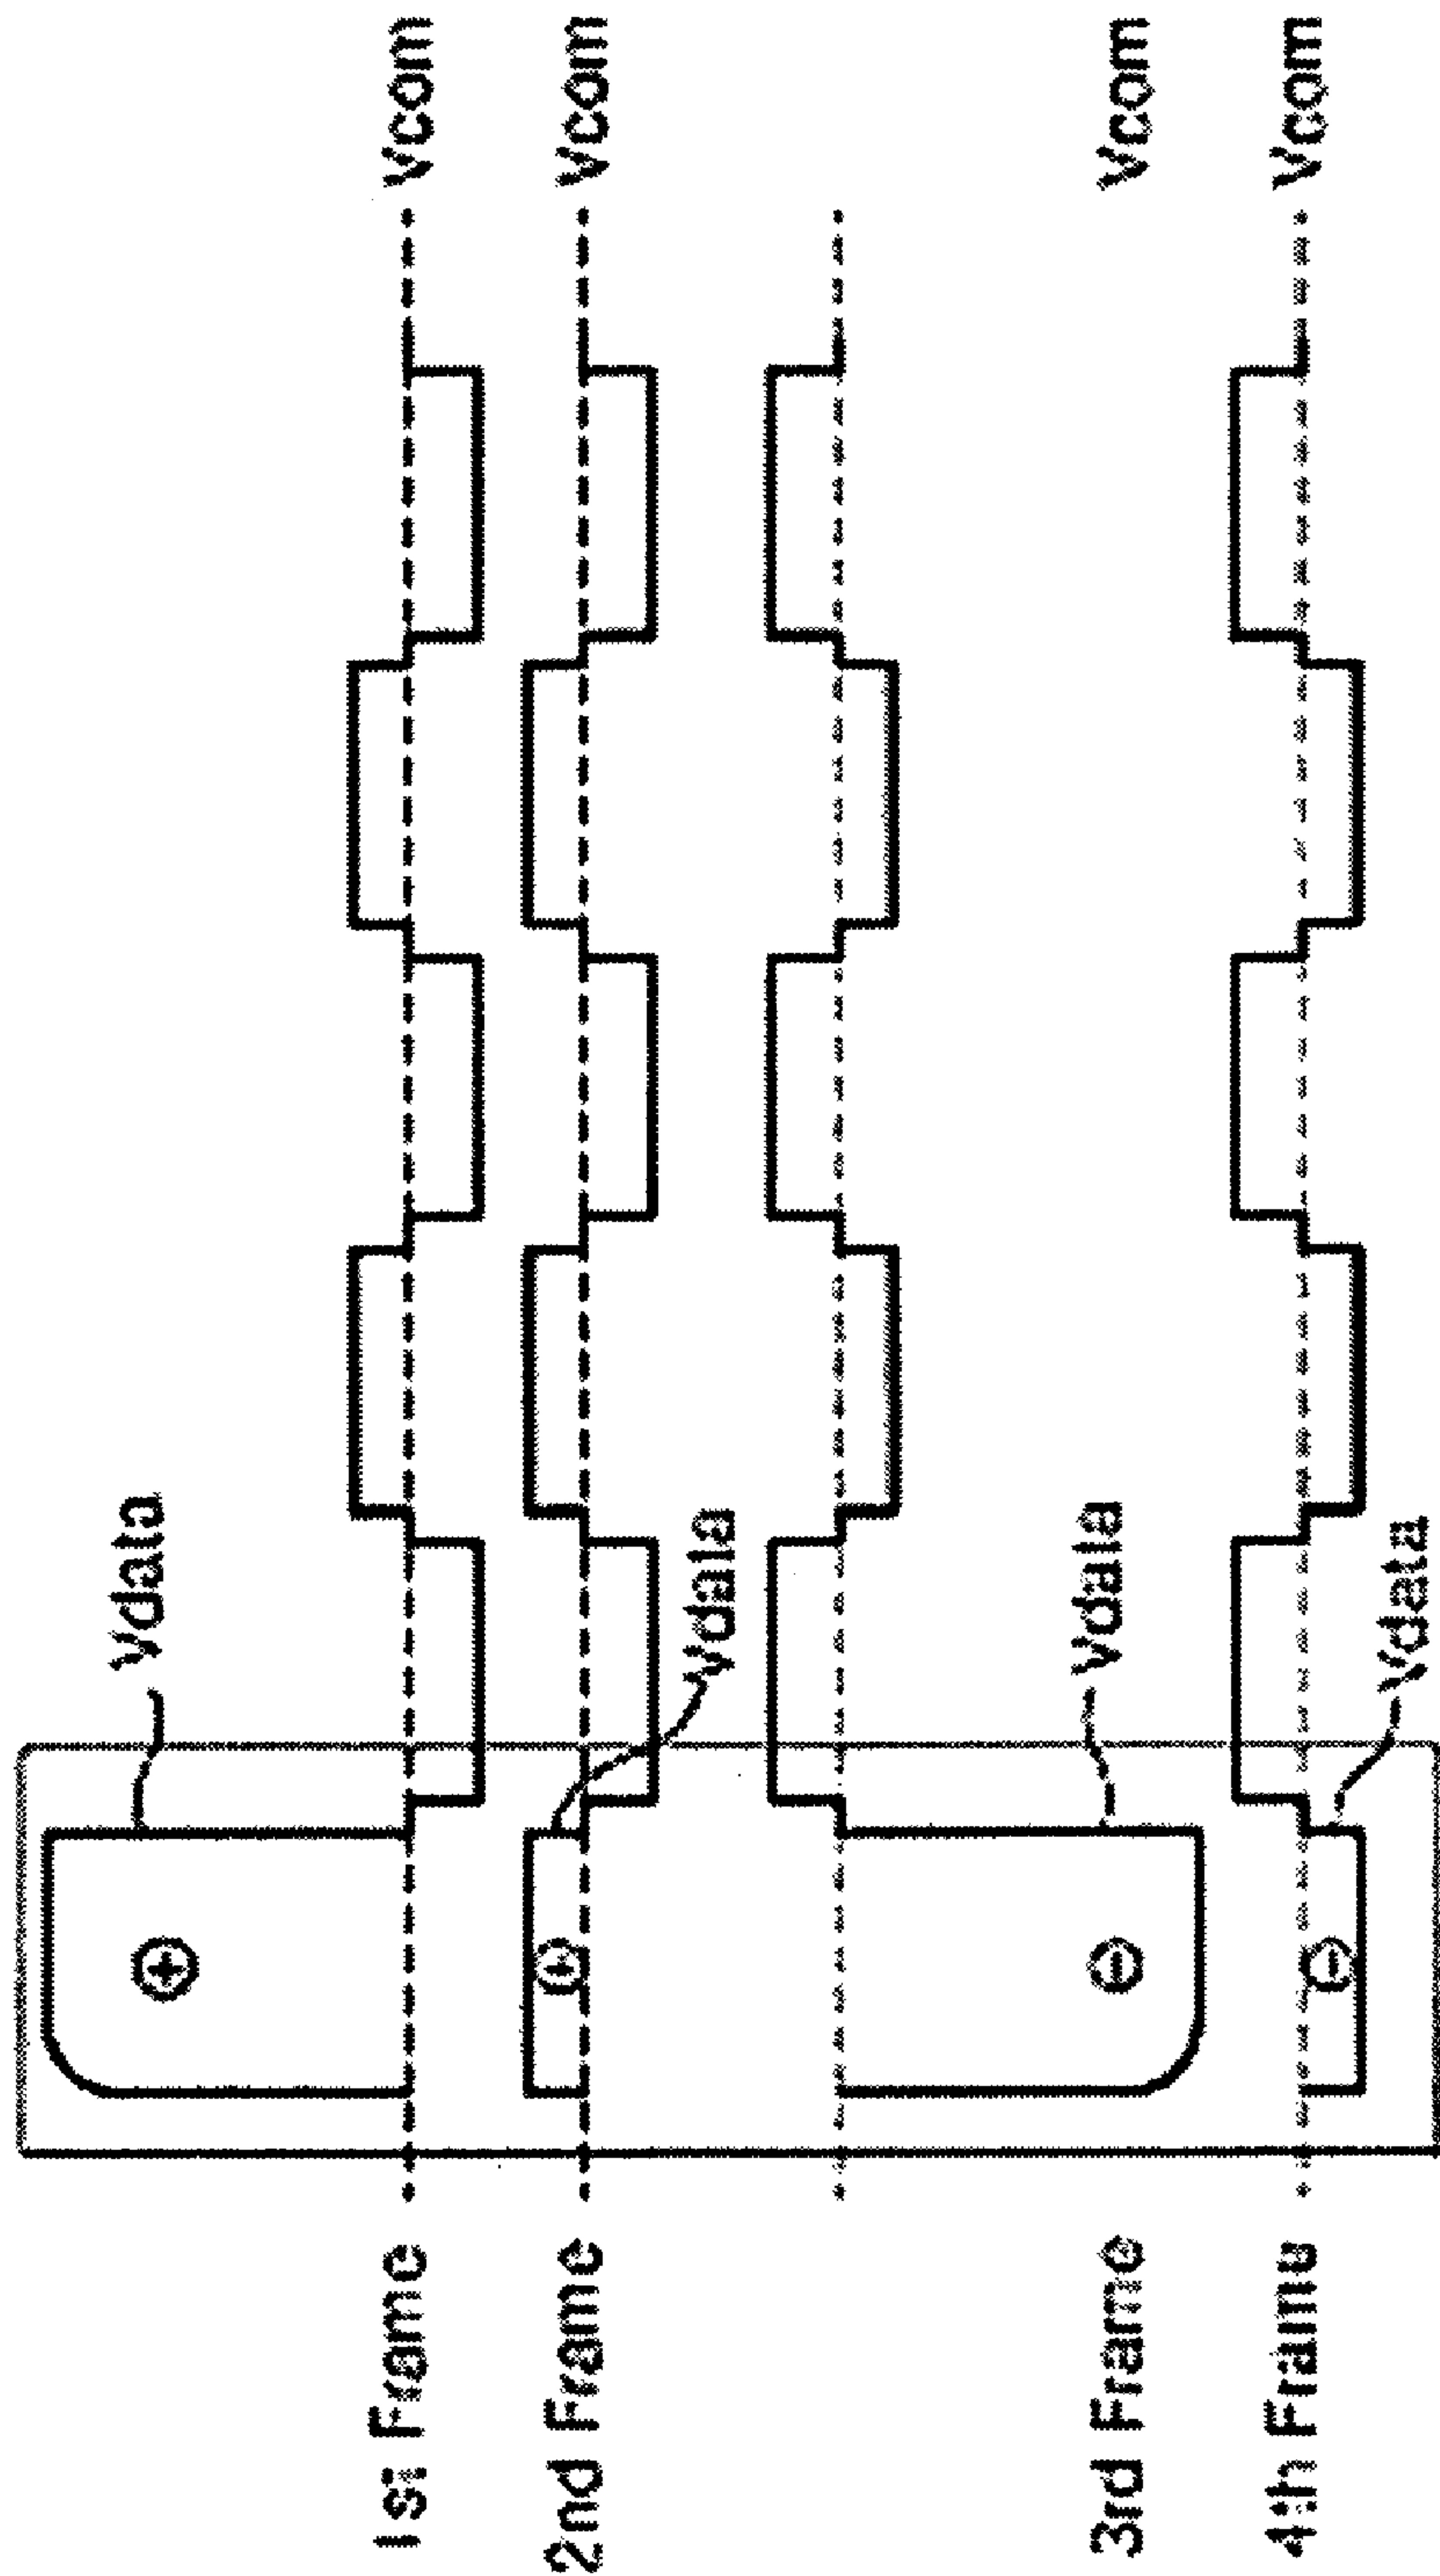 1st Frame
Vdata
Vcom
2nd Frame
Vdata
Vcom
3rd Frame
Vdata
Vcom
4th Frame
Vdata
Vcom